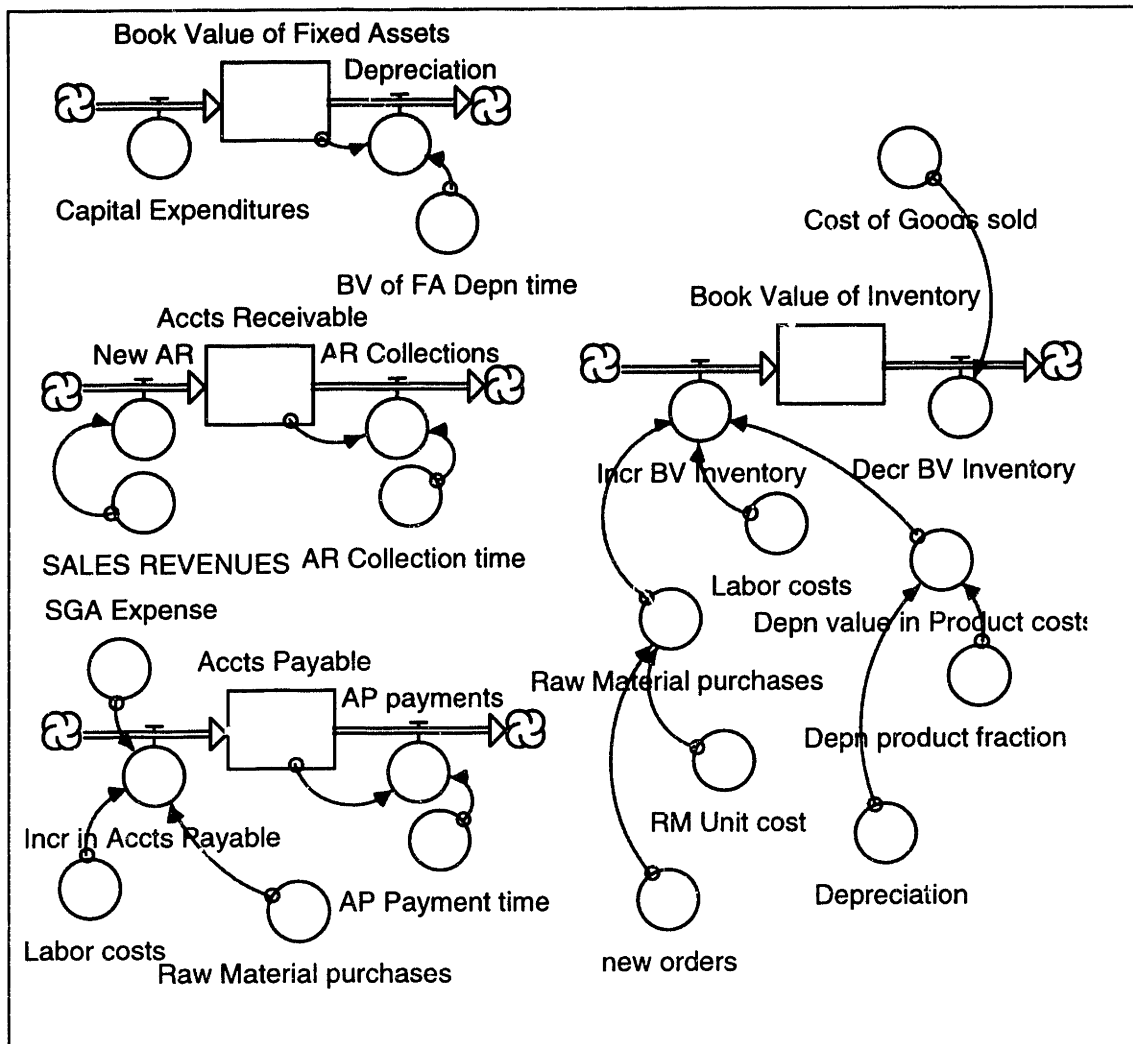 Book Value of Fixed Assets
Depreciation
Capital Expenditures
BV of FA Depn time
Accts Receivable
New AR
AR Collections
SALES REVENUES
AR Collection time
SGA Expense
Accts Payable
AP payments
Incr in Accts Payable
AP Payment time
Labor costs
Raw Material purchases
Cost of Goods sold
Book Value of Inventory
Incr BV Inventory
Decr BV Inventory
Labor costs
Depn value in Product costs
Raw Material purchases
Depn product fraction
RM Unit cost
Depreciation
new orders